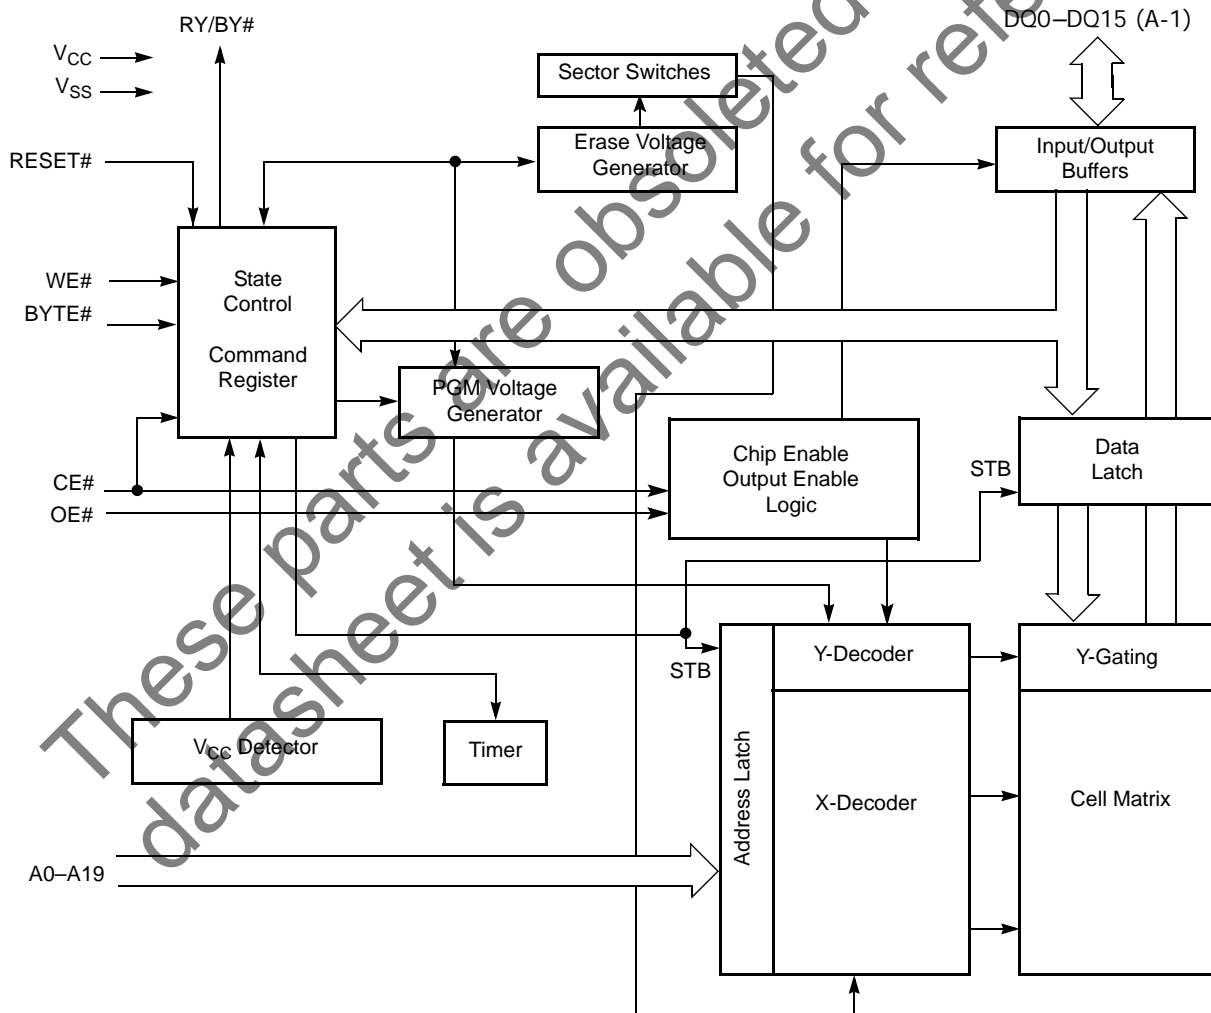 RY/BY#
DQ0–DQ15 (A-1)
VCC
VSS
Sector Switches
RESET#
Erase Voltage
Generator
Input/Output
Buffers
WE#
BYTE#
State
Control
Command
Register
PGM Voltage
Generator
Chip Enable
Output Enable
Logic
Data
Latch
STB
CE#
OE#
STB
Y-Decoder
Y-Gating
VCC Detector
Timer
Address Latch
X-Decoder
Cell Matrix
A0–A19
These parts are obsoleted
datasheet is available for refe